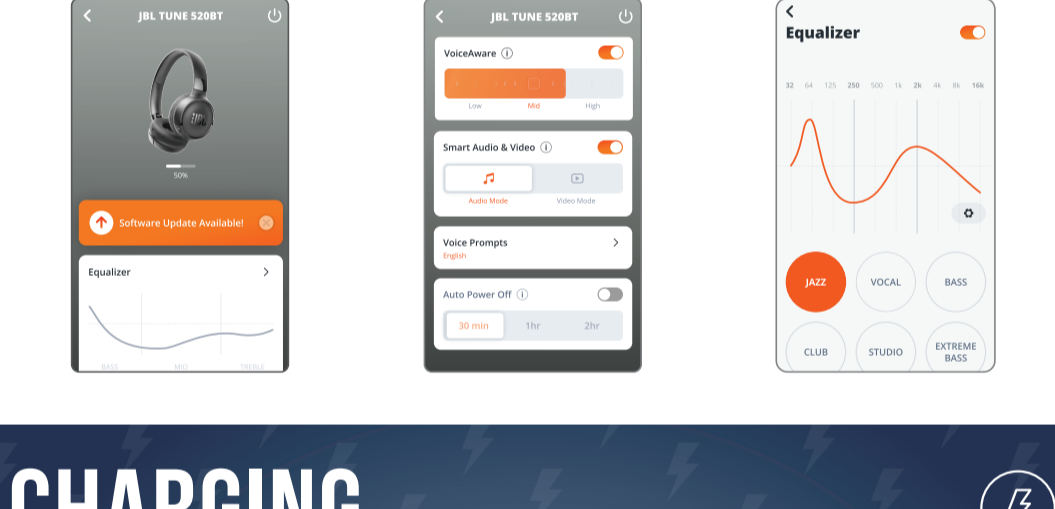 JBL TUNE 520BT
50%
Software Update Available!
Equalizer
BASS MID TREBLE
JBL TUNE 520BT
VoiceAware
Low Mid High
Smart Audio & Video
Audio Mode Video Mode
Voice Prompts
English
Auto Power Off
30 min 1hr 2hr
Equalizer
32 64 125 250 500 1k 2k 4k 8k 16k
JAZZ VOCAL BASS
CLUB STUDIO EXTREME
BASS
CHARGING